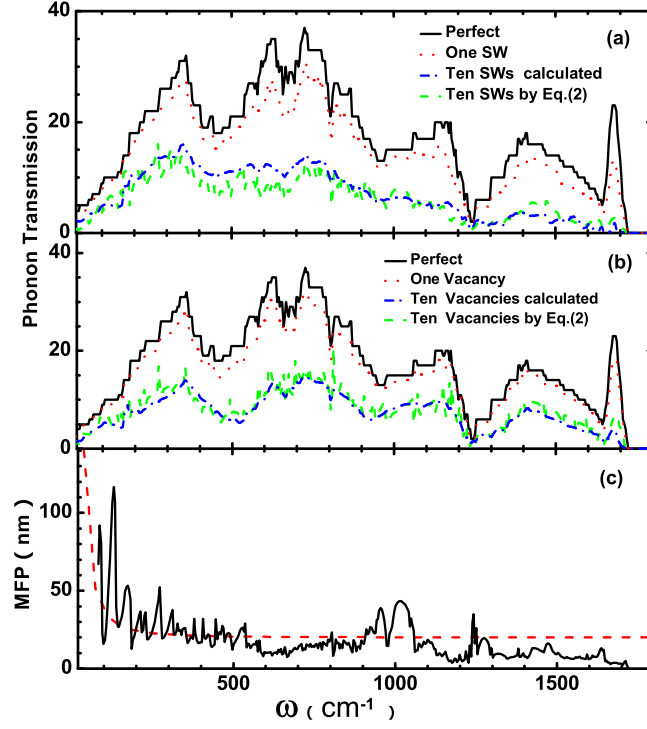 40
(a)
Perfect
One SW
Ten SWs calculated
Ten SWs by Eq.(2)
30
20
10
0
Phonon Transmission
40
(b)
Perfect
One Vacancy
Ten Vacancies calculated
Ten Vacancies by Eq.(2)
20
0
(c)
MFP ( nm )
100
50
0
500
1000
1500
ω ( cm-1 )